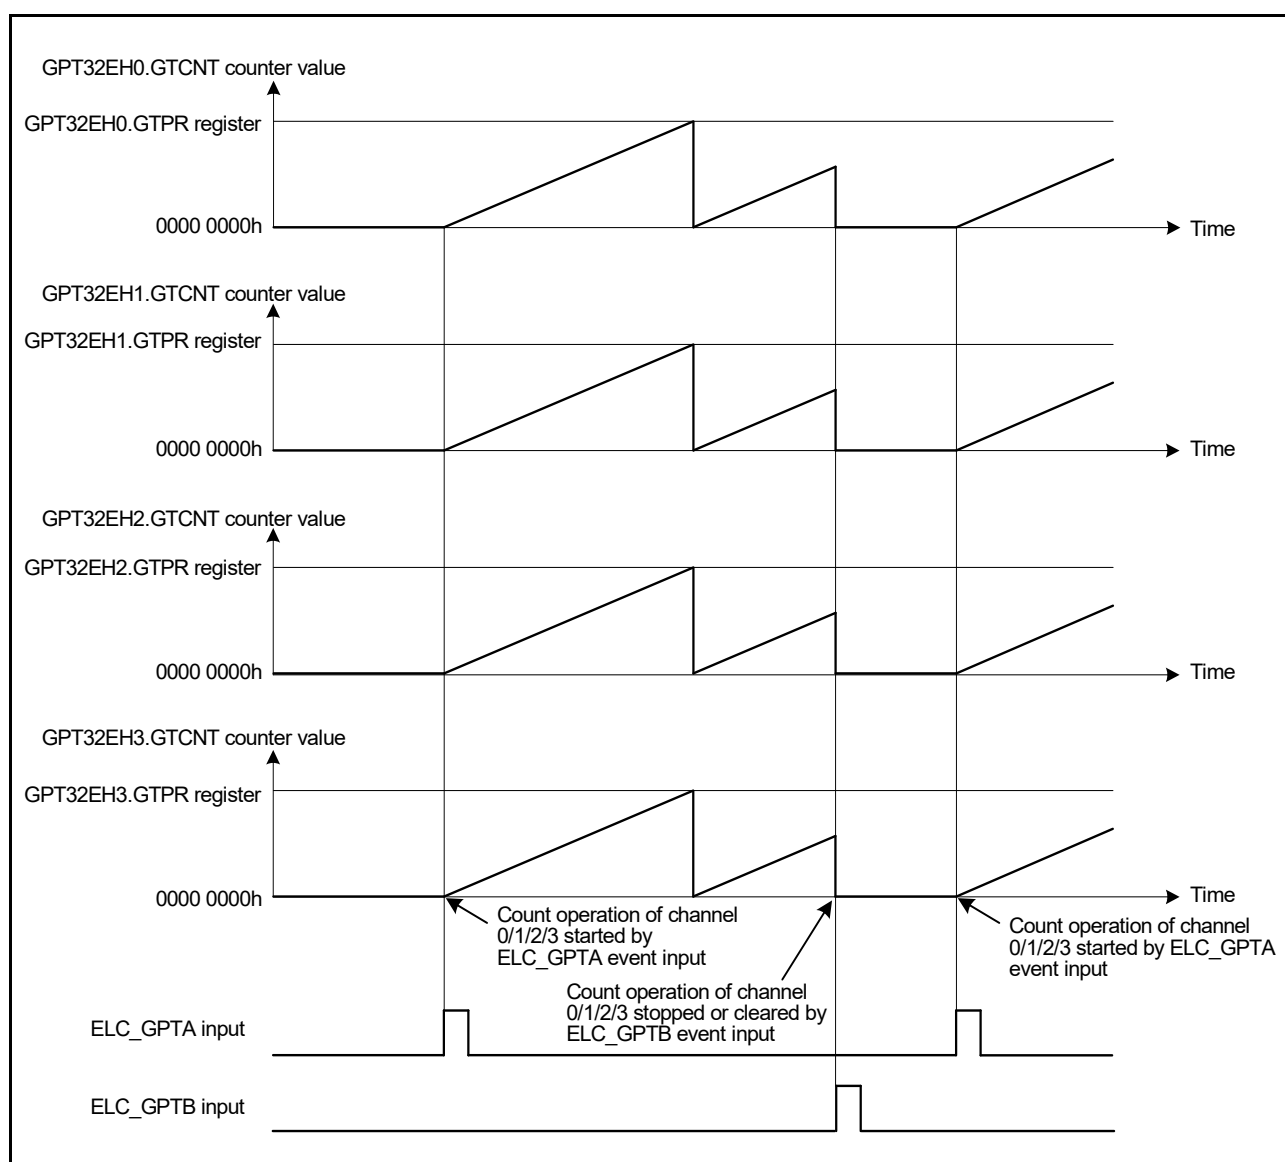 GPT32EH0.GTCNT counter value
GPT32EH0.GTPR register
0000 0000h
Time
GPT32EH1.GTCNT counter value
GPT32EH1.GTPR register
0000 0000h
Time
GPT32EH2.GTCNT counter value
GPT32EH2.GTPR register
0000 0000h
Time
GPT32EH3.GTCNT counter value
GPT32EH3.GTPR register
0000 0000h
Time
Count operation of channel
0/1/2/3 started by
ELC_GPTA event input
Count operation of channel
0/1/2/3 stopped or cleared by
ELC_GPTB event input
Count operation of channel
0/1/2/3 started by ELC_GPTA
event input
ELC_GPTA input
ELC_GPTB input